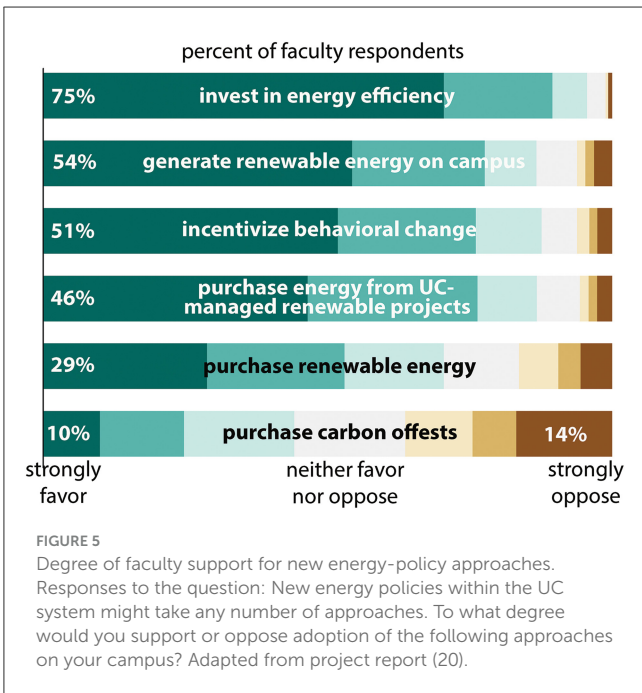 percent of faculty respondents
75% invest in energy efficiency
54% generate renewable energy on campus
51% incentivize behavioral change
46% purchase energy from UC-
managed renewable projects
29% purchase renewable energy
10% purchase carbon offests 14%
strongly neither favor strongly
favor nor oppose oppose
FIGURE 5
Degree of faculty support for new energy-policy approaches.
Responses to the question: New energy policies within the UC
system might take any number of approaches. To what degree
would you support or oppose adoption of the following approaches
on your campus? Adapted from project report (20).